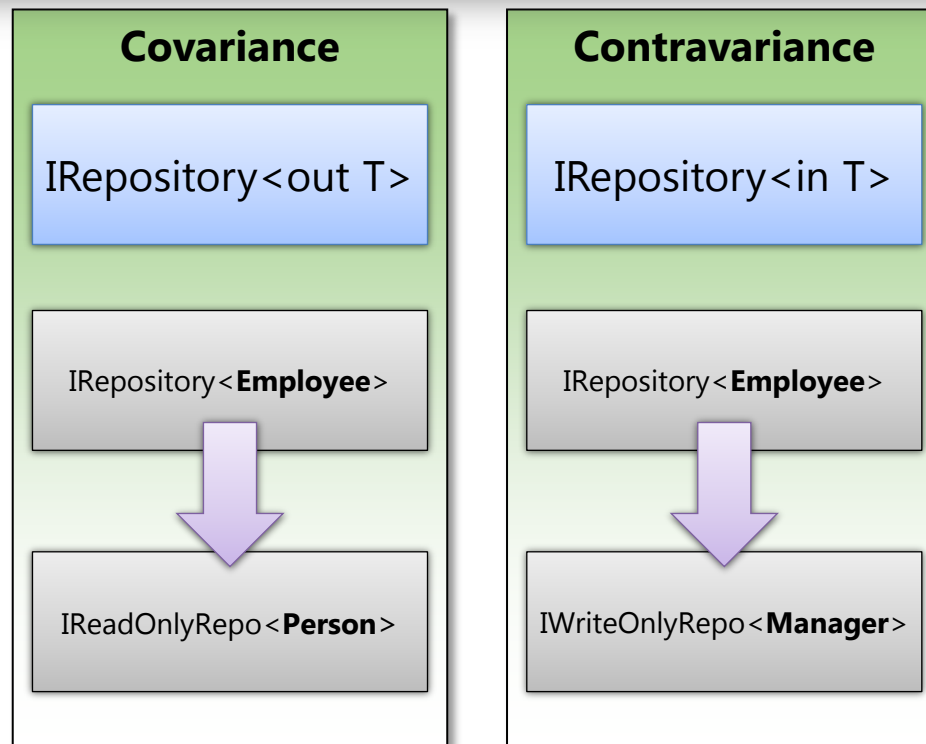 Covariance
IRepository<out T>
IRepository<Employee>
IReadOnlyRepo<Person>
Contravariance
IRepository<in T>
IRepository<Employee>
IWriteOnlyRepo<Manager>